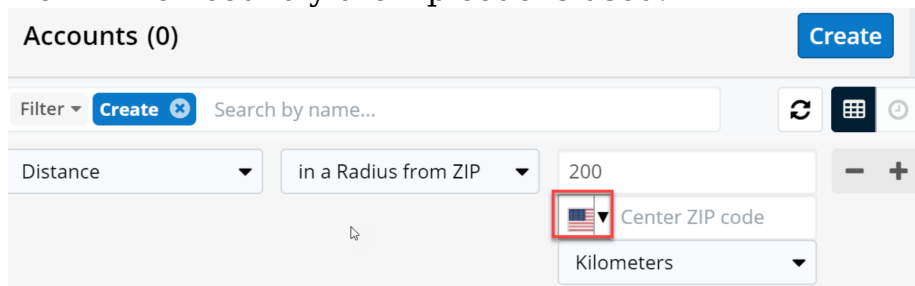 Accounts (0)
Create
Filter Create Search by name...
Distance in a Radius from ZIP 200
Center ZIP code
Kilometers